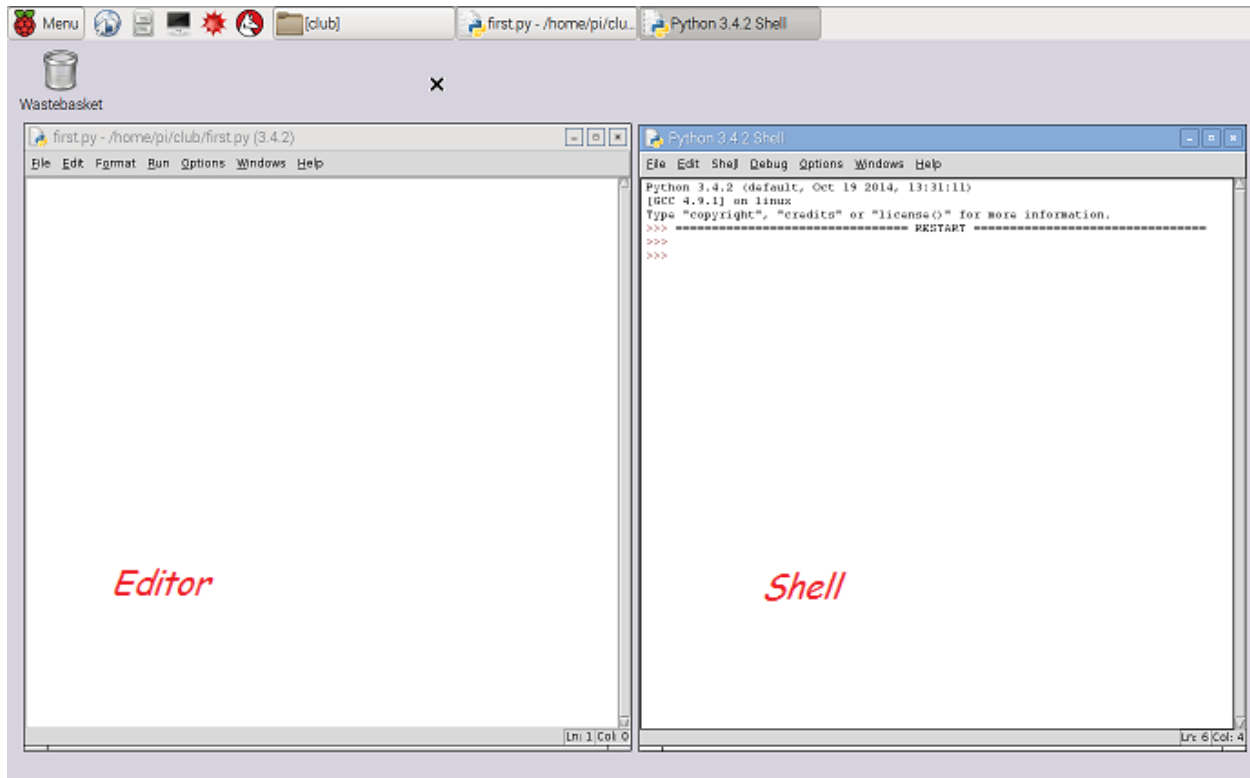 Menu [club] first.py - /home/pi/clu... Python 3.4.2 Shell
Wastebasket
first.py - /home/pi/club/first.py (3.4.2)
File Edit Format Run Options Windows Help
Editor
Ln: 1 Col: 0
Python 3.4.2 Shell
File Edit Shell Debug Options Windows Help
Python 3.4.2 (default, Oct 19 2014, 13:31:11)
[GCC 4.9.1] on linux
Type "copyright", "credits" or "license()" for more information.
>>> ================================ RESTART ================================
>>>
>>>
Shell
Ln: 6 Col: 4